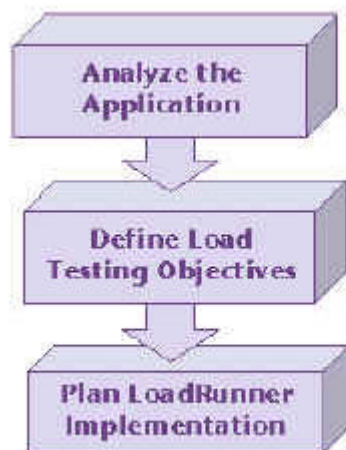 Analyze the
Application
Define Load
Testing Objectives
Plan LoadRunner
Implementation